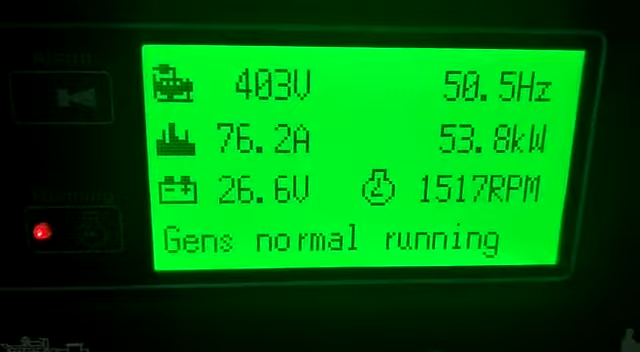 403V 50.5Hz
76.2A 53.8kW
26.6V 1517RPM
Gens normal running